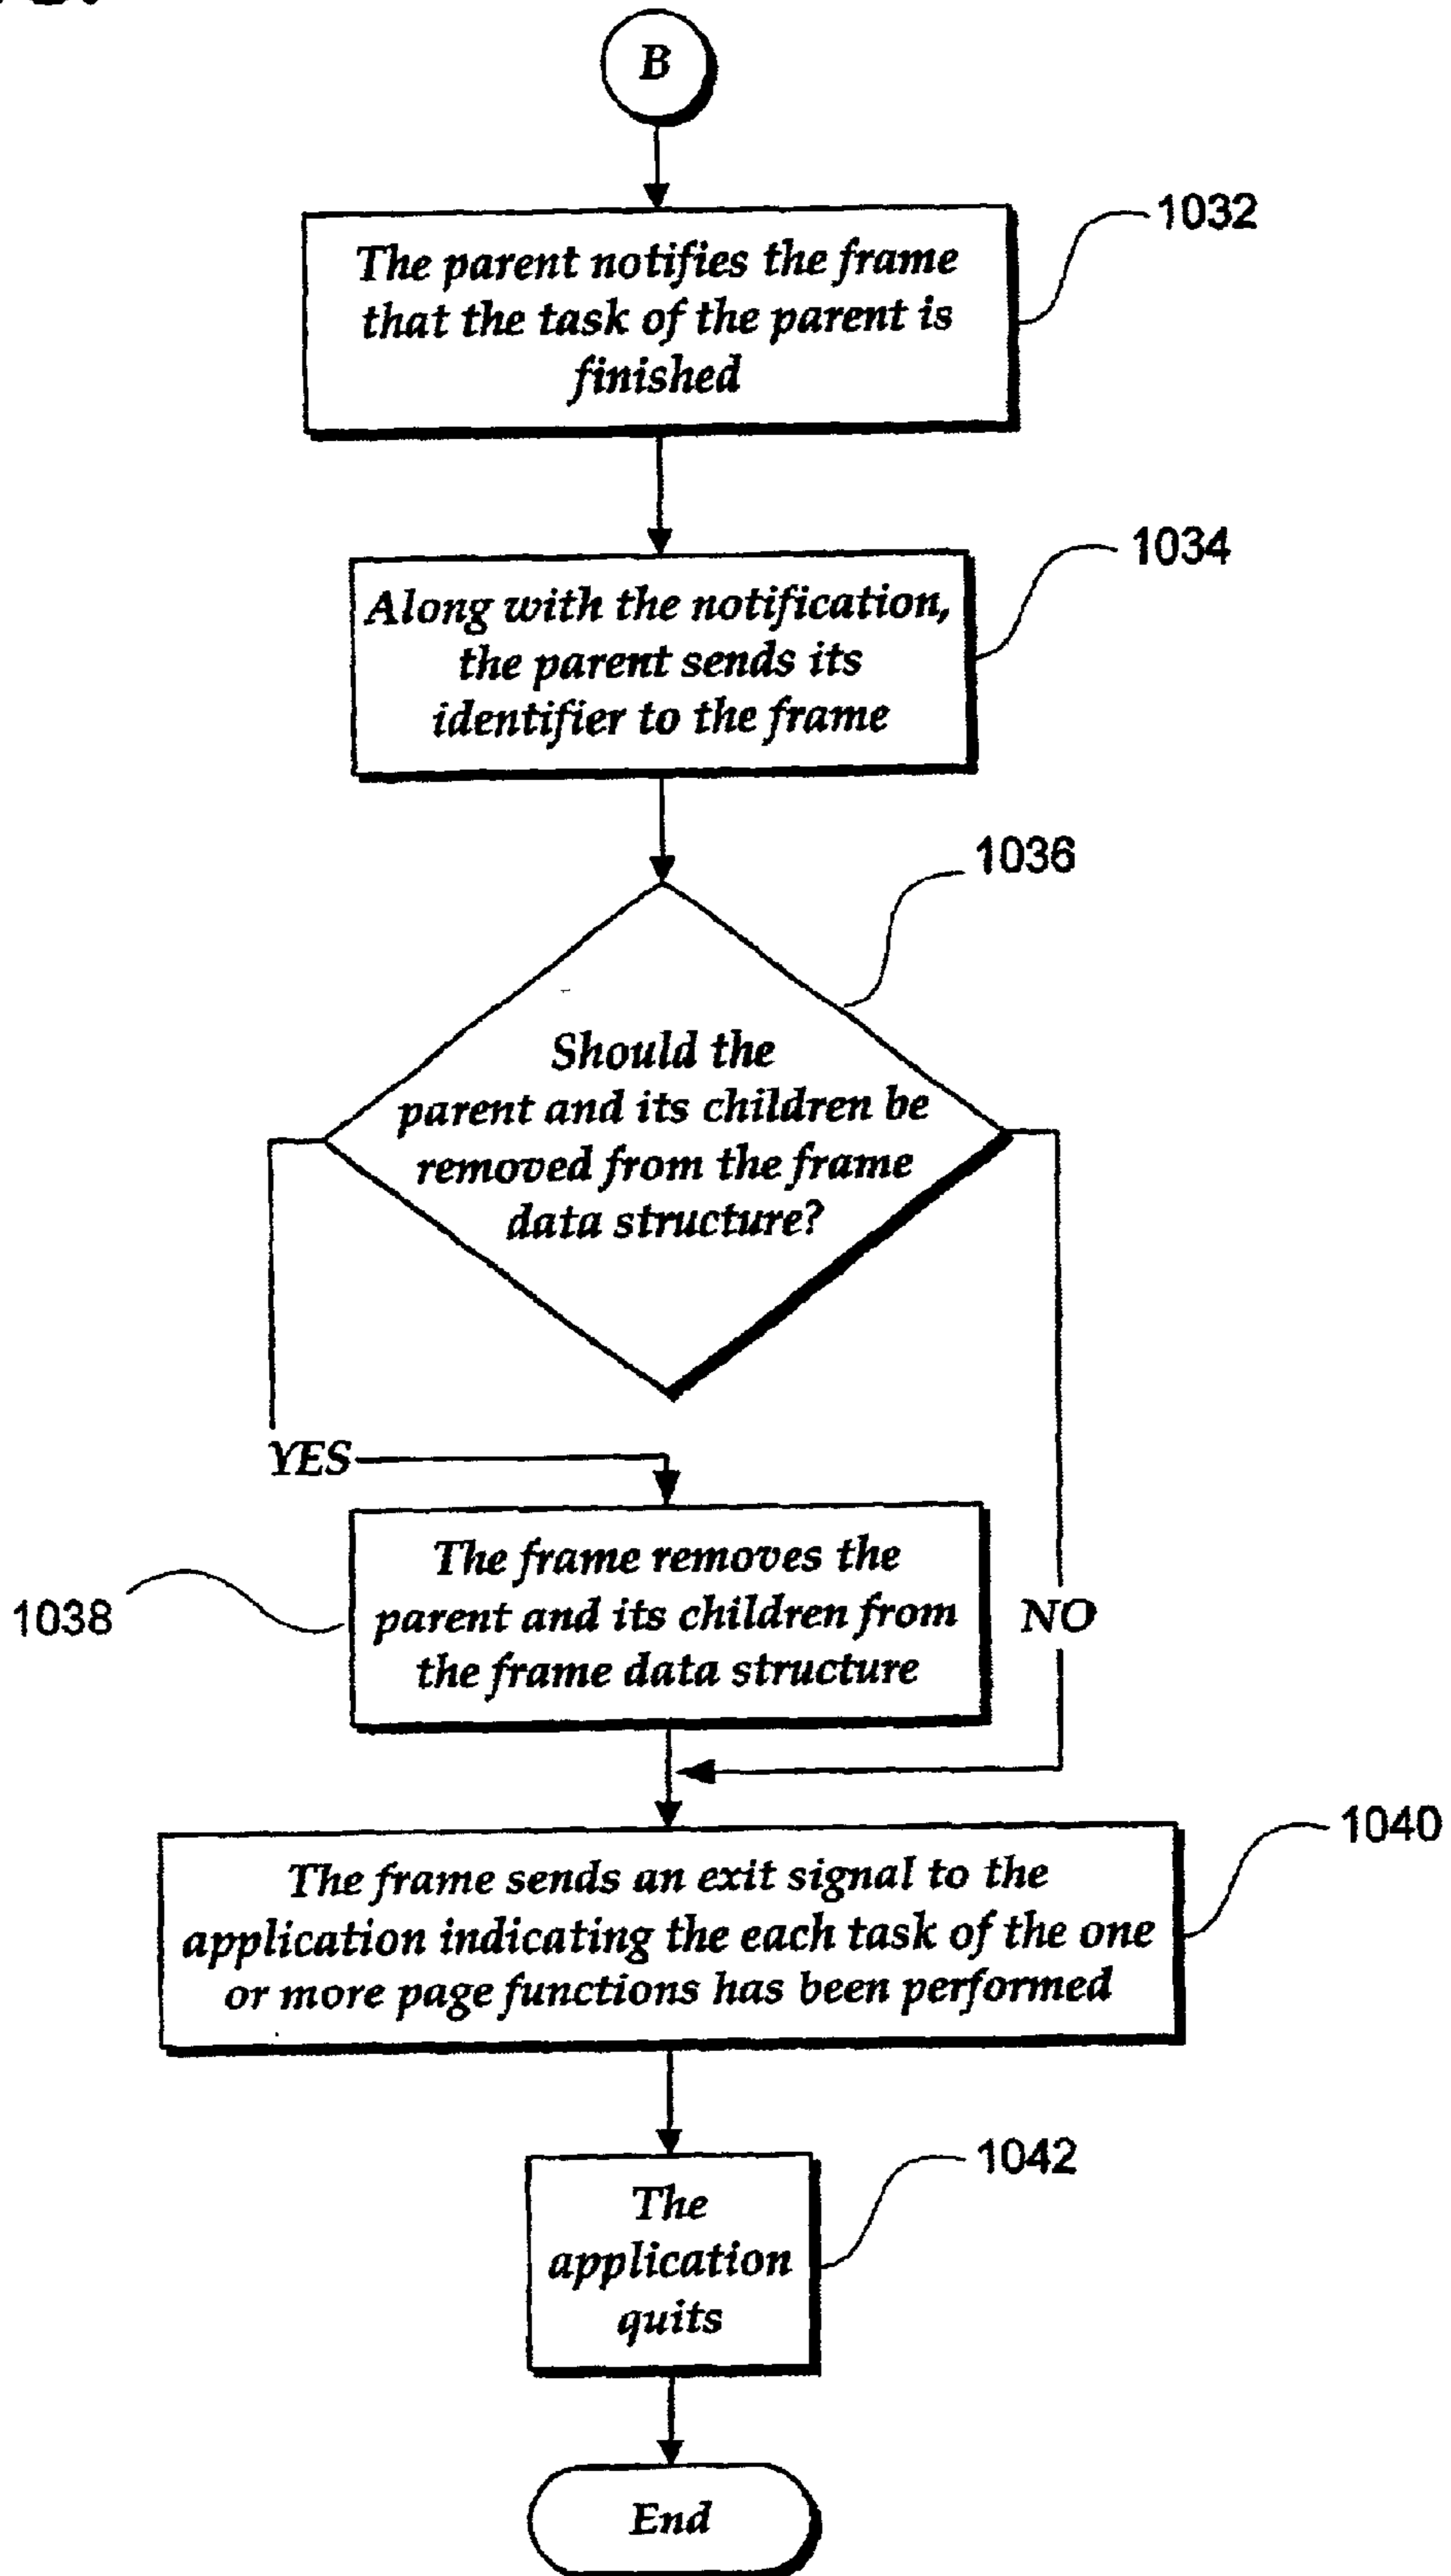 B
The parent notifies the frame
that the task of the parent is
finished
1032
Along with the notification,
the parent sends its
identifier to the frame
1034
1036
Should the
parent and its children be
removed from the frame
data structure?
YES
The frame removes the
parent and its children from
the frame data structure
1038
NO
1040
The frame sends an exit signal to the
application indicating the each task of the one
or more page functions has been performed
1042
The
application
quits
End